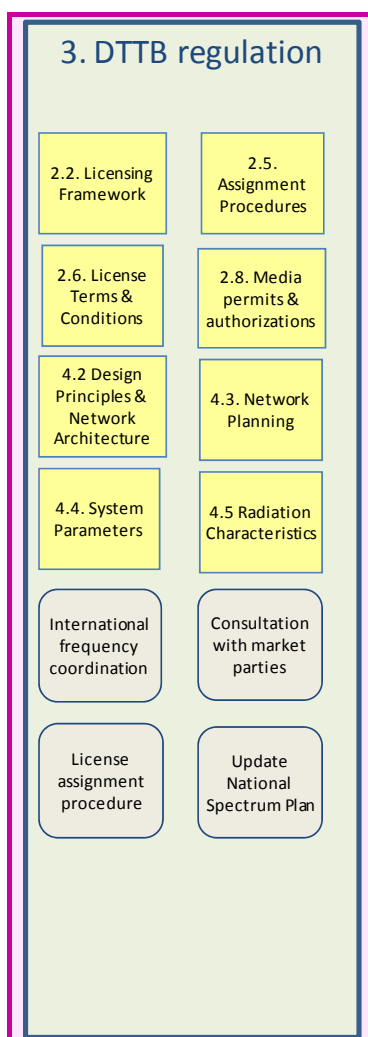 3. DTTB regulation
2.2. Licensing
Framework
2.5.
Assignment
Procedures
2.6. License
Terms &
Conditions
2.8. Media
permits &
authorizations
4.2 Design
Principles &
Network
Architecture
4.3. Network
Planning
4.4. System
Parameters
4.5 Radiation
Characteristics
International
frequency
coordination
Consultation
with market
parties
License
assignment
procedure
Update
National
Spectrum Plan